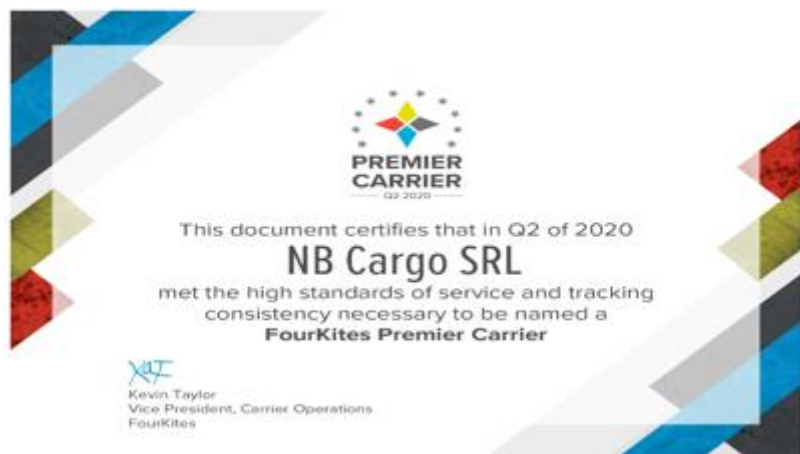 PREMIER
CARRIER
Q2 2020
This document certifies that in Q2 of 2020
NB Cargo SRL
met the high standards of service and tracking
consistency necessary to be named a
FourKites Premier Carrier
Kevin Taylor
Vice President, Carrier Operations
FourKites